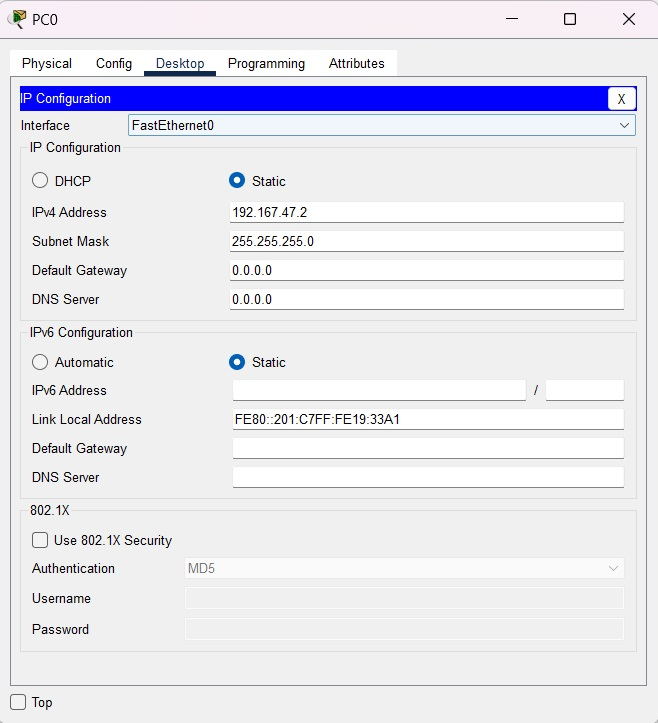 PC0
Physical Config Desktop Programming Attributes
IP Configuration X
Interface FastEthernet0
IP Configuration
DHCP Static
IPv4 Address 192.167.47.2
Subnet Mask 255.255.255.0
Default Gateway 0.0.0.0
DNS Server 0.0.0.0
IPv6 Configuration
Automatic Static
IPv6 Address /
Link Local Address FE80::201:C7FF:FE19:33A1
Default Gateway
DNS Server
802.1X
Use 802.1X Security
Authentication MD5
Username
Password
Top